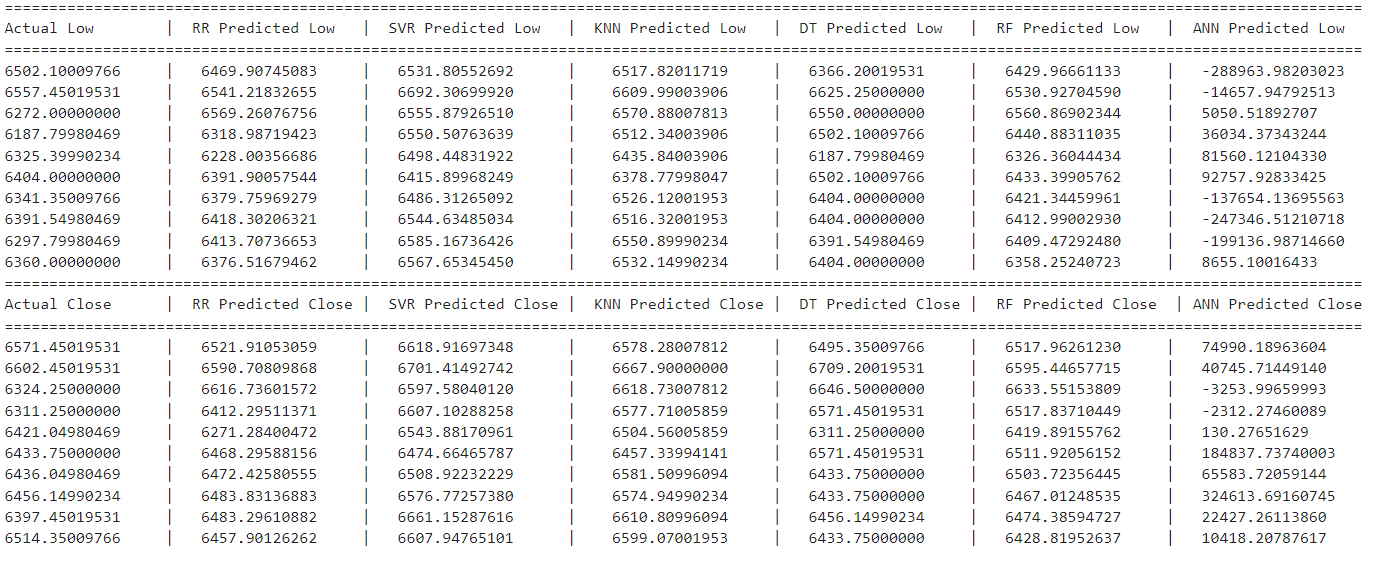 ===========================================================================================================================================================
Actual Low | RR Predicted Low | SVR Predicted Low | KNN Predicted Low | DT Predicted Low | RF Predicted Low | ANN Predicted Low
===========================================================================================================================================================
6502.10009766 | 6469.90745083 | 6531.80552692 | 6517.82011719 | 6366.20019531 | 6429.96661133 | -288963.98203023
6557.45019531 | 6541.21832655 | 6692.30699920 | 6609.99003906 | 6625.25000000 | 6530.92704590 | -14657.94792513
6272.00000000 | 6569.26076756 | 6555.87926510 | 6570.88007813 | 6550.00000000 | 6560.86902344 | 5050.51892707
6187.79980469 | 6318.98719423 | 6550.50763639 | 6512.34003906 | 6502.10009766 | 6440.88311035 | 36034.37343244
6325.39990234 | 6228.00356686 | 6498.44831922 | 6435.84003906 | 6187.79980469 | 6326.36044434 | 81560.12104330
6404.00000000 | 6391.90057544 | 6415.89968249 | 6378.77998047 | 6502.10009766 | 6433.39905762 | 92757.92833425
6341.35009766 | 6379.75969279 | 6486.31265092 | 6526.12001953 | 6404.00000000 | 6421.34459961 | -137654.13695563
6391.54980469 | 6418.30206321 | 6544.63485034 | 6516.32001953 | 6404.00000000 | 6412.99002930 | -247346.51210718
6297.79980469 | 6413.70736653 | 6585.16736426 | 6550.89990234 | 6391.54980469 | 6409.47292480 | -199136.98714660
6360.00000000 | 6376.51679462 | 6567.65345450 | 6532.14990234 | 6404.00000000 | 6358.25240723 | 8655.10016433
===========================================================================================================================================================
Actual Close | RR Predicted Close | SVR Predicted Close | KNN Predicted Close | DT Predicted Close | RF Predicted Close | ANN Predicted Close
===========================================================================================================================================================
6571.45019531 | 6521.91053059 | 6618.91697348 | 6578.28007812 | 6495.35009766 | 6517.96261230 | 74990.18963604
6602.45019531 | 6590.70809868 | 6701.41492742 | 6667.90000000 | 6709.20019531 | 6595.44657715 | 40745.71449140
6324.25000000 | 6616.73601572 | 6597.58040120 | 6618.73007812 | 6646.50000000 | 6633.55153809 | -3253.99659993
6311.25000000 | 6412.29511371 | 6607.10288258 | 6577.71005859 | 6571.45019531 | 6517.83710449 | -2312.27460089
6421.04980469 | 6271.28400472 | 6543.88170961 | 6504.56005859 | 6311.25000000 | 6419.89155762 | 130.27651629
6433.75000000 | 6468.29588156 | 6474.66465787 | 6457.33994141 | 6571.45019531 | 6511.92056152 | 184837.73740003
6436.04980469 | 6472.42580555 | 6508.92232229 | 6581.50996094 | 6433.75000000 | 6503.72356445 | 65583.72059144
6456.14990234 | 6483.83136883 | 6576.77257380 | 6574.94990234 | 6433.75000000 | 6467.01248535 | 324613.69160745
6397.45019531 | 6483.29610882 | 6661.15287616 | 6610.80996094 | 6456.14990234 | 6474.38594727 | 22427.26113860
6514.35009766 | 6457.90126262 | 6607.94765101 | 6599.07001953 | 6433.75000000 | 6428.81952637 | 10418.20787617